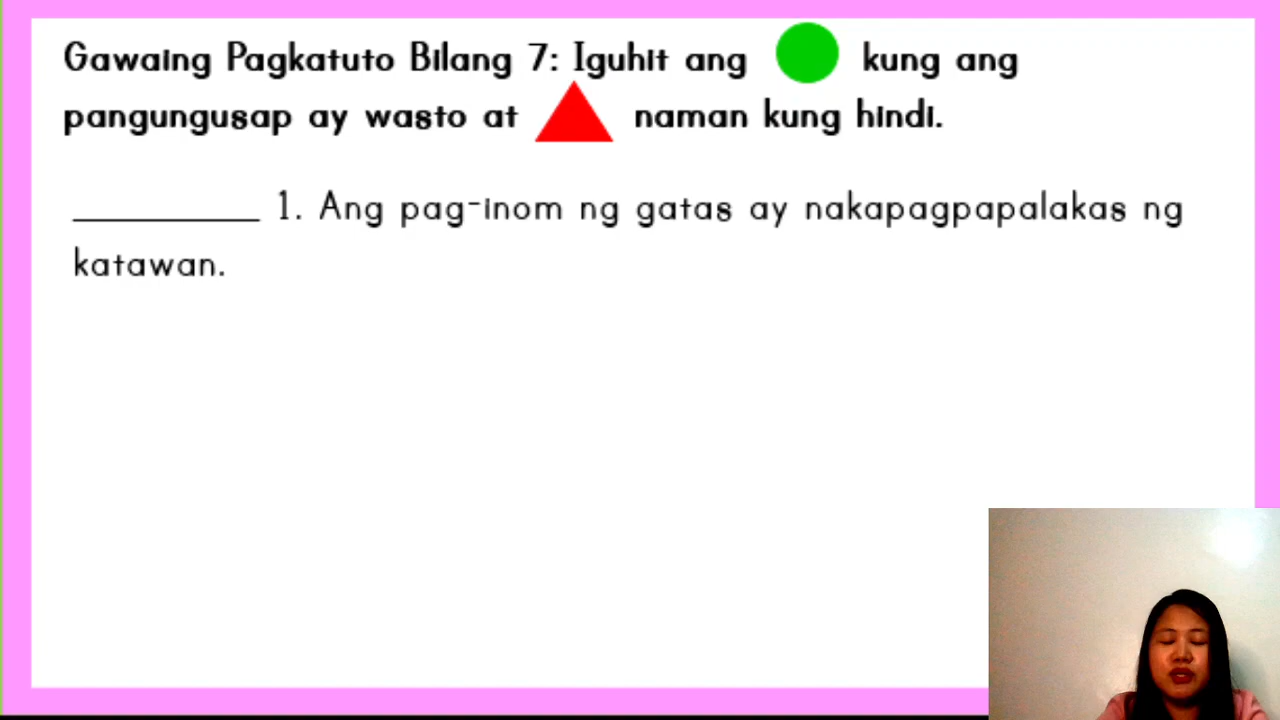 Gawaing Pagkatuto Bilang 7: Iguhit ang kung ang
pangungusap ay wasto at naman kung hindi.
__________ 1. Ang pag-inom ng gatas ay nakapagpapalakas ng
katawan.